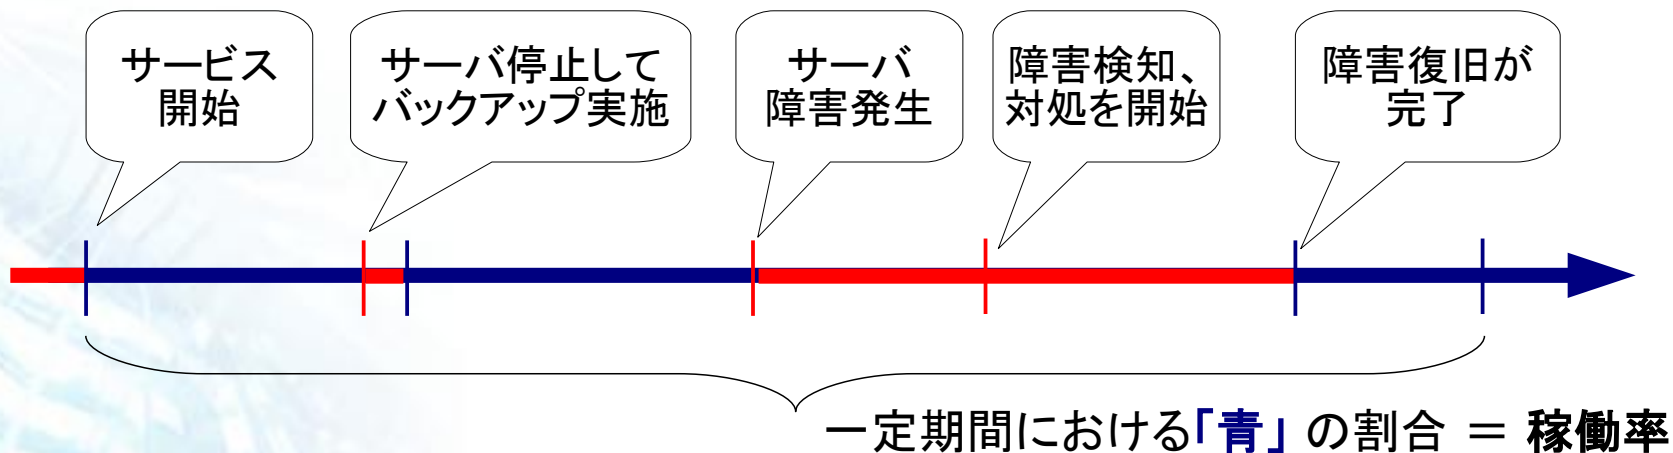 サービス
開始
サーバ停止して
バックアップ実施
サーバ
障害発生
障害検知、
対処を開始
障害復旧が
完了
一定期間における「青」の割合 ＝ 稼働率